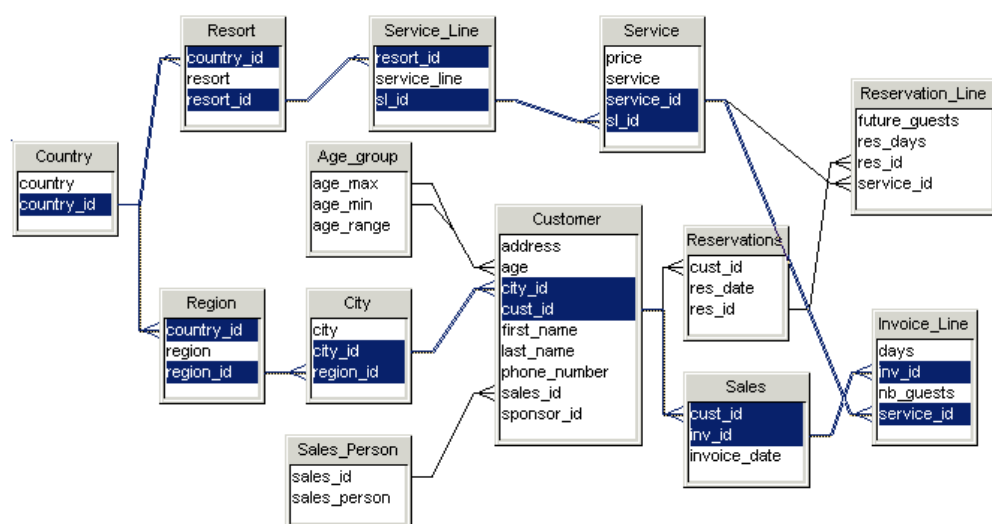 Resort
country_id
resort
resort_id
Service_Line
resort_id
service_line
sl_id
Service
price
service
service_id
sl_id
Reservation_Line
future_guests
res_days
res_id
service_id
Country
country
country_id
Age_group
age_max
age_min
age_range
Customer
address
age
city_id
cust_id
first_name
last_name
phone_number
sales_id
sponsor_id
Reservations
cust_id
res_date
res_id
Region
country_id
region
region_id
City
city
city_id
region_id
Invoice_Line
days
inv_id
nb_guests
service_id
Sales
cust_id
inv_id
invoice_date
Sales_Person
sales_id
sales_person